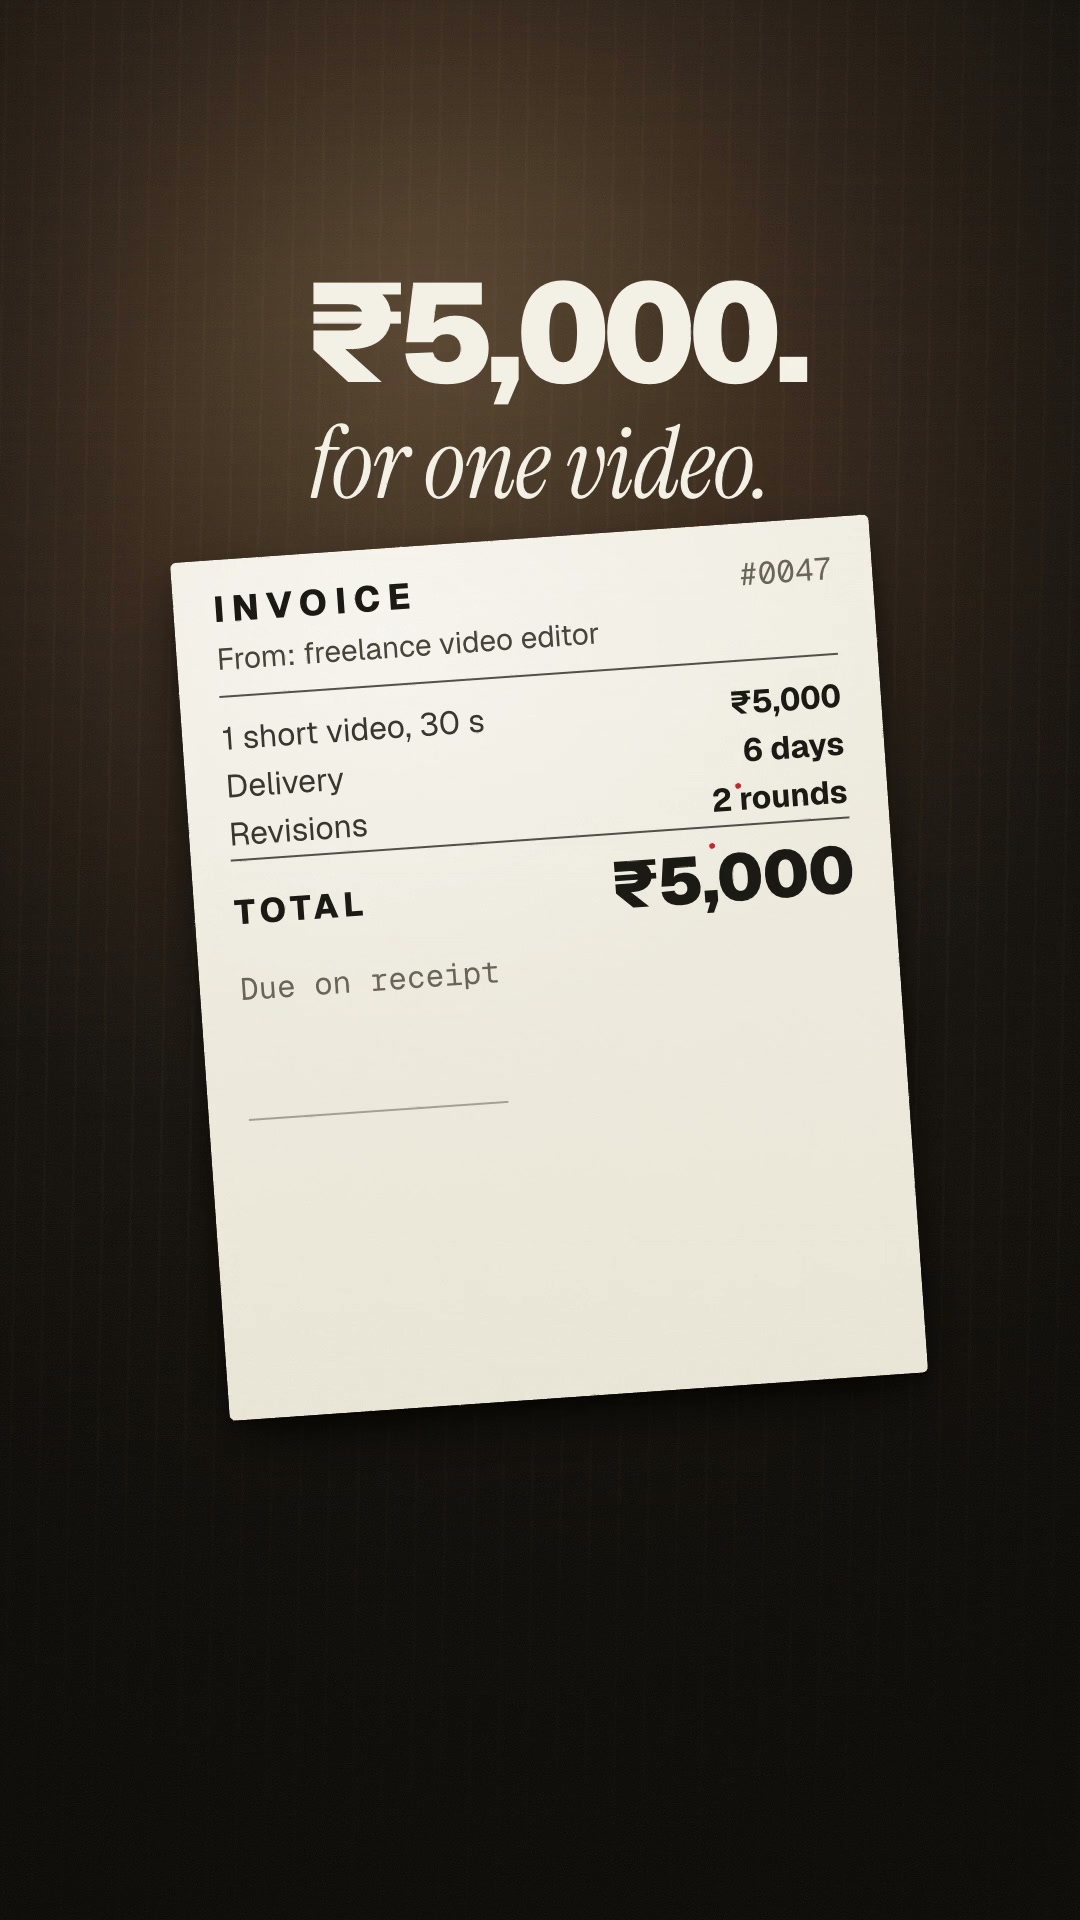 ₹5,000.
for one video.
INVOICE #0047
From: freelance video editor
1 short video, 30 s ₹5,000
Delivery 6 days
Revisions 2 rounds
TOTAL ₹5,000
Due on receipt